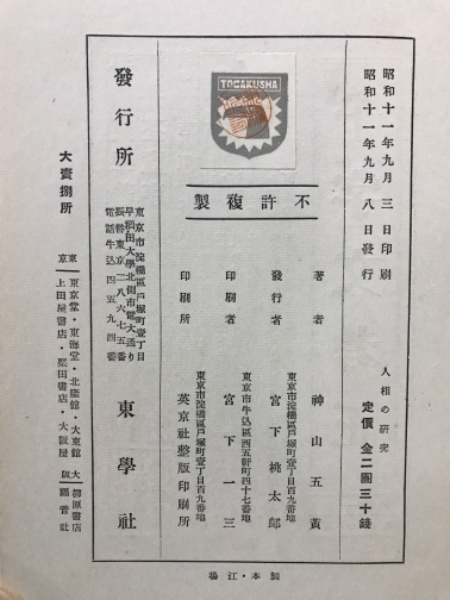 昭和十一年九月三日印刷
昭和十一年九月八日發行
人相の研究
定價 金二圓三十錢
TOGAKUSHA
不許複製
著者 神山五黃
東京市淀橋區戸塚町壹丁目百九番地
發行者 宮下桃太郎
東京市牛込區西五軒町四十七番地
印刷者 宮下一三
東京市淀橋區戸塚町壹丁目百九番地
印刷所 英京社整版印刷所
發行所
東京市淀橋區戸塚町壹丁目
早稻田大學北側市電大通り
振替東京二八六七五番
電話牛込四五九四番
東學社
大賣捌所
東京
東京堂・東海堂・北隆館・大東館
上田屋書店・栗田書店・大阪屋
大阪
柳原書店
福音社
製本・江場